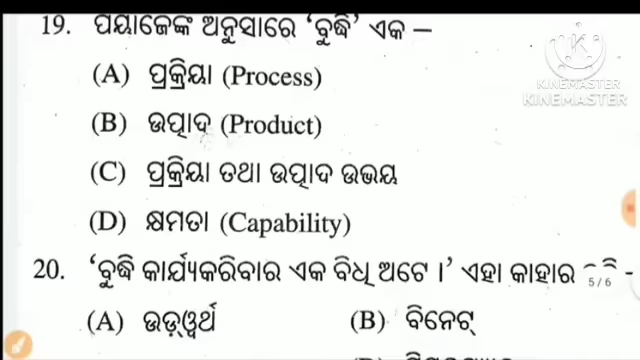 19. ପିୟାଜେଙ୍କ ଅନୁସାରେ ‘ବୁଦ୍ଧି’ ଏକ —
KINEMASTER
KINEMASTER
(A) ପ୍ରକ୍ରିୟା (Process)
(B) ଉତ୍ପାଦ (Product)
(C) ପ୍ରକ୍ରିୟା ତଥା ଉତ୍ପାଦ ଉଭୟ
(D) କ୍ଷମତା (Capability)
20. ‘ବୁଦ୍ଧି କାର୍ଯ୍ୟକରିବାର ଏକ ବିଧି ଅଟେ ।’ ଏହା କାହାର
5/6
(A) ଉଡ଼୍‌ୱର୍ଥ (B) ବିନେଟ୍